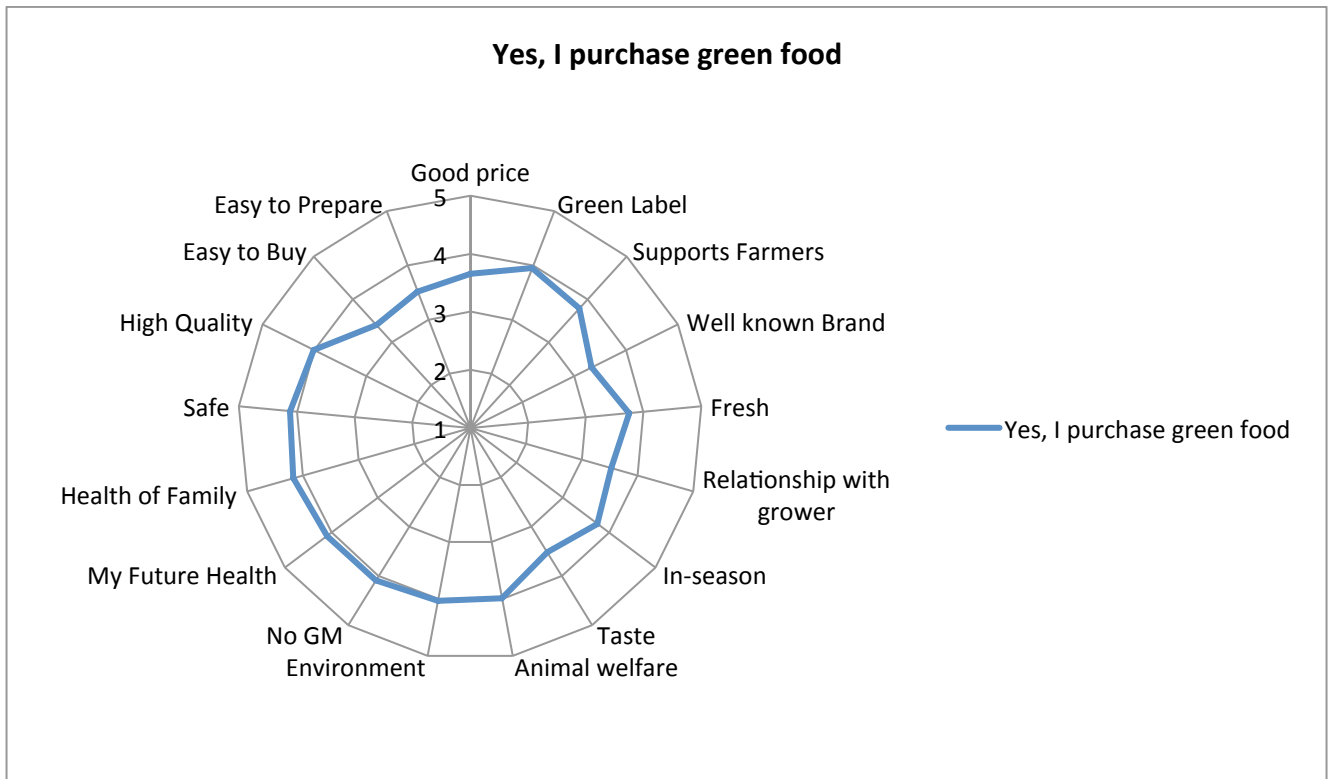 Yes, I purchase green food
Good price
Green Label
Supports Farmers
Well known Brand
Fresh
Relationship with
grower
In-season
Taste
Animal welfare
Environment
No GM
My Future Health
Health of Family
Safe
High Quality
Easy to Buy
Easy to Prepare
5
4
3
2
1
Yes, I purchase green food